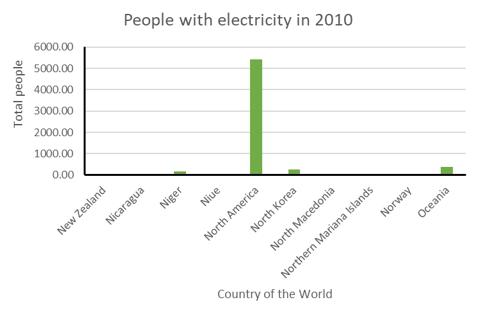 People with electricity in 2010
Total people
6000.00
5000.00
4000.00
3000.00
2000.00
1000.00
0.00
New Zealand
Nicaragua
Niger
Niue
North America
North Korea
North Macedonia
Northern Mariana Islands
Norway
Oceania
Country of the World